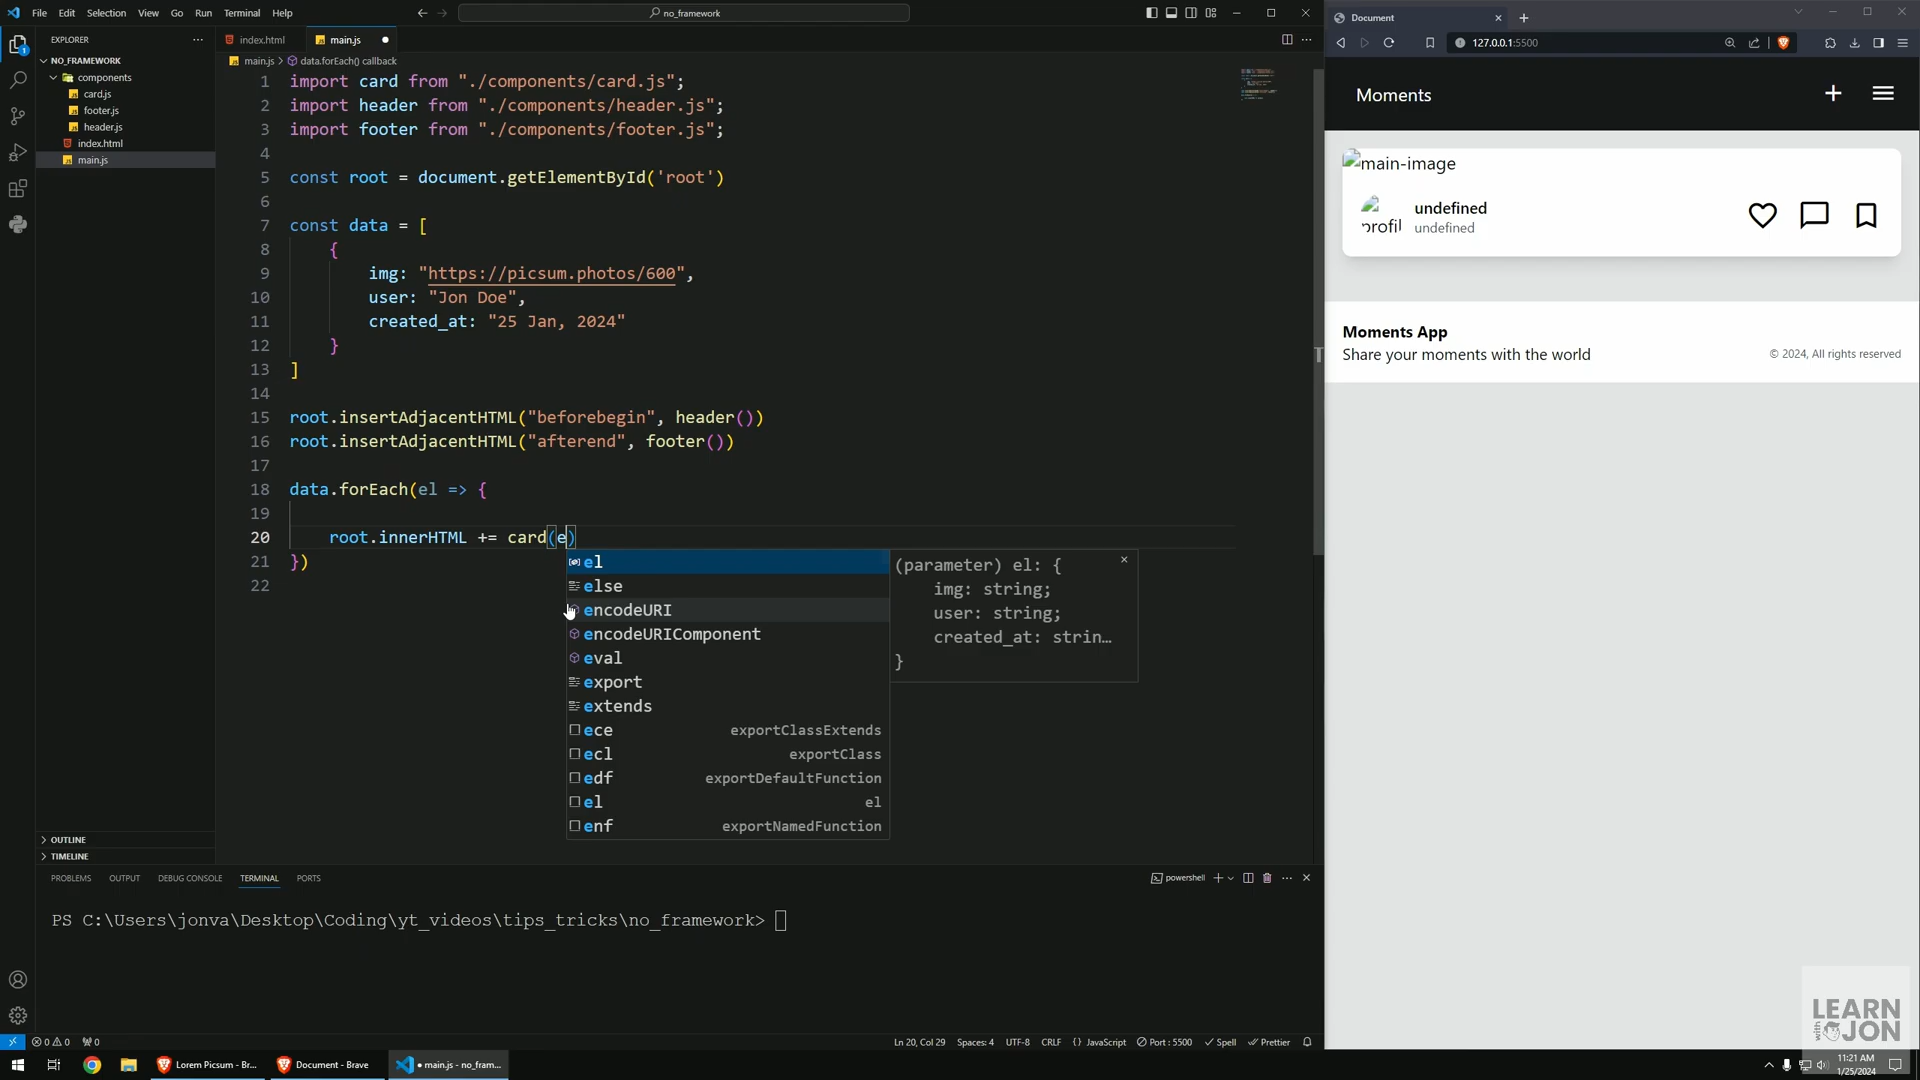 File Edit Selection View Go Run Terminal Help
no_framework
EXPLORER
NO_FRAMEWORK
components
card.js
footer.js
header.js
index.html
main.js
OUTLINE
TIMELINE
index.html
main.js
main.js > data.forEach() callback
1 import card from "./components/card.js";
2 import header from "./components/header.js";
3 import footer from "./components/footer.js";
4
5 const root = document.getElementById('root')
6
7 const data = [
8 {
9 img: "https://picsum.photos/600",
10 user: "Jon Doe",
11 created_at: "25 Jan, 2024"
12 }
13 ]
14
15 root.insertAdjacentHTML("beforebegin", header())
16 root.insertAdjacentHTML("afterend", footer())
17
18 data.forEach(el => {
19
20 root.innerHTML += card(e)
21 })
22
el
else
encodeURI
encodeURIComponent
eval
export
extends
ece exportClassExtends
ecl exportClass
edf exportDefaultFunction
el el
enf exportNamedFunction
(parameter) el: {
img: string;
user: string;
created_at: strin…
}
PROBLEMS OUTPUT DEBUG CONSOLE TERMINAL PORTS
powershell
PS C:\Users\jonva\Desktop\Coding\yt_videos\tips_tricks\no_framework>
0 0 0
Ln 20, Col 29 Spaces: 4 UTF-8 CRLF {} JavaScript Port : 5500 Spell Prettier
Document
127.0.0.1:5500
Moments
main-image
profil
undefined
undefined
Moments App
Share your moments with the world
© 2024, All rights reserved
LEARN
with
JON
Lorem Picsum - Br...
Document - Brave
● main.js - no_fram...
11:21 AM
1/25/2024